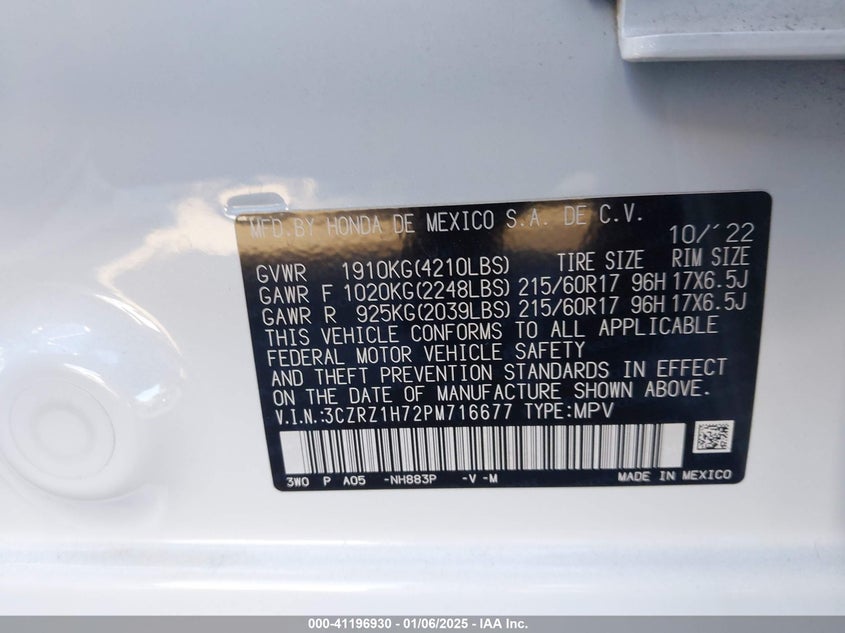 MFD.BY HONDA DE MEXICO S.A. DE C.V.
10/'22
GVWR 1910KG(4210LBS) TIRE SIZE RIM SIZE
GAWR F 1020KG(2248LBS) 215/60R17 96H 17X6.5J
GAWR R 925KG(2039LBS) 215/60R17 96H 17X6.5J
THIS VEHICLE CONFORMS TO ALL APPLICABLE
FEDERAL MOTOR VEHICLE SAFETY
AND THEFT PREVENTION STANDARDS IN EFFECT
ON THE DATE OF MANUFACTURE SHOWN ABOVE.
V.I.N.:3CZRZ1H72PM716677 TYPE:MPV
3W0 P A05 -NH883P -V -M MADE IN MEXICO
000-41196930 - 01/06/2025 - IAA Inc.